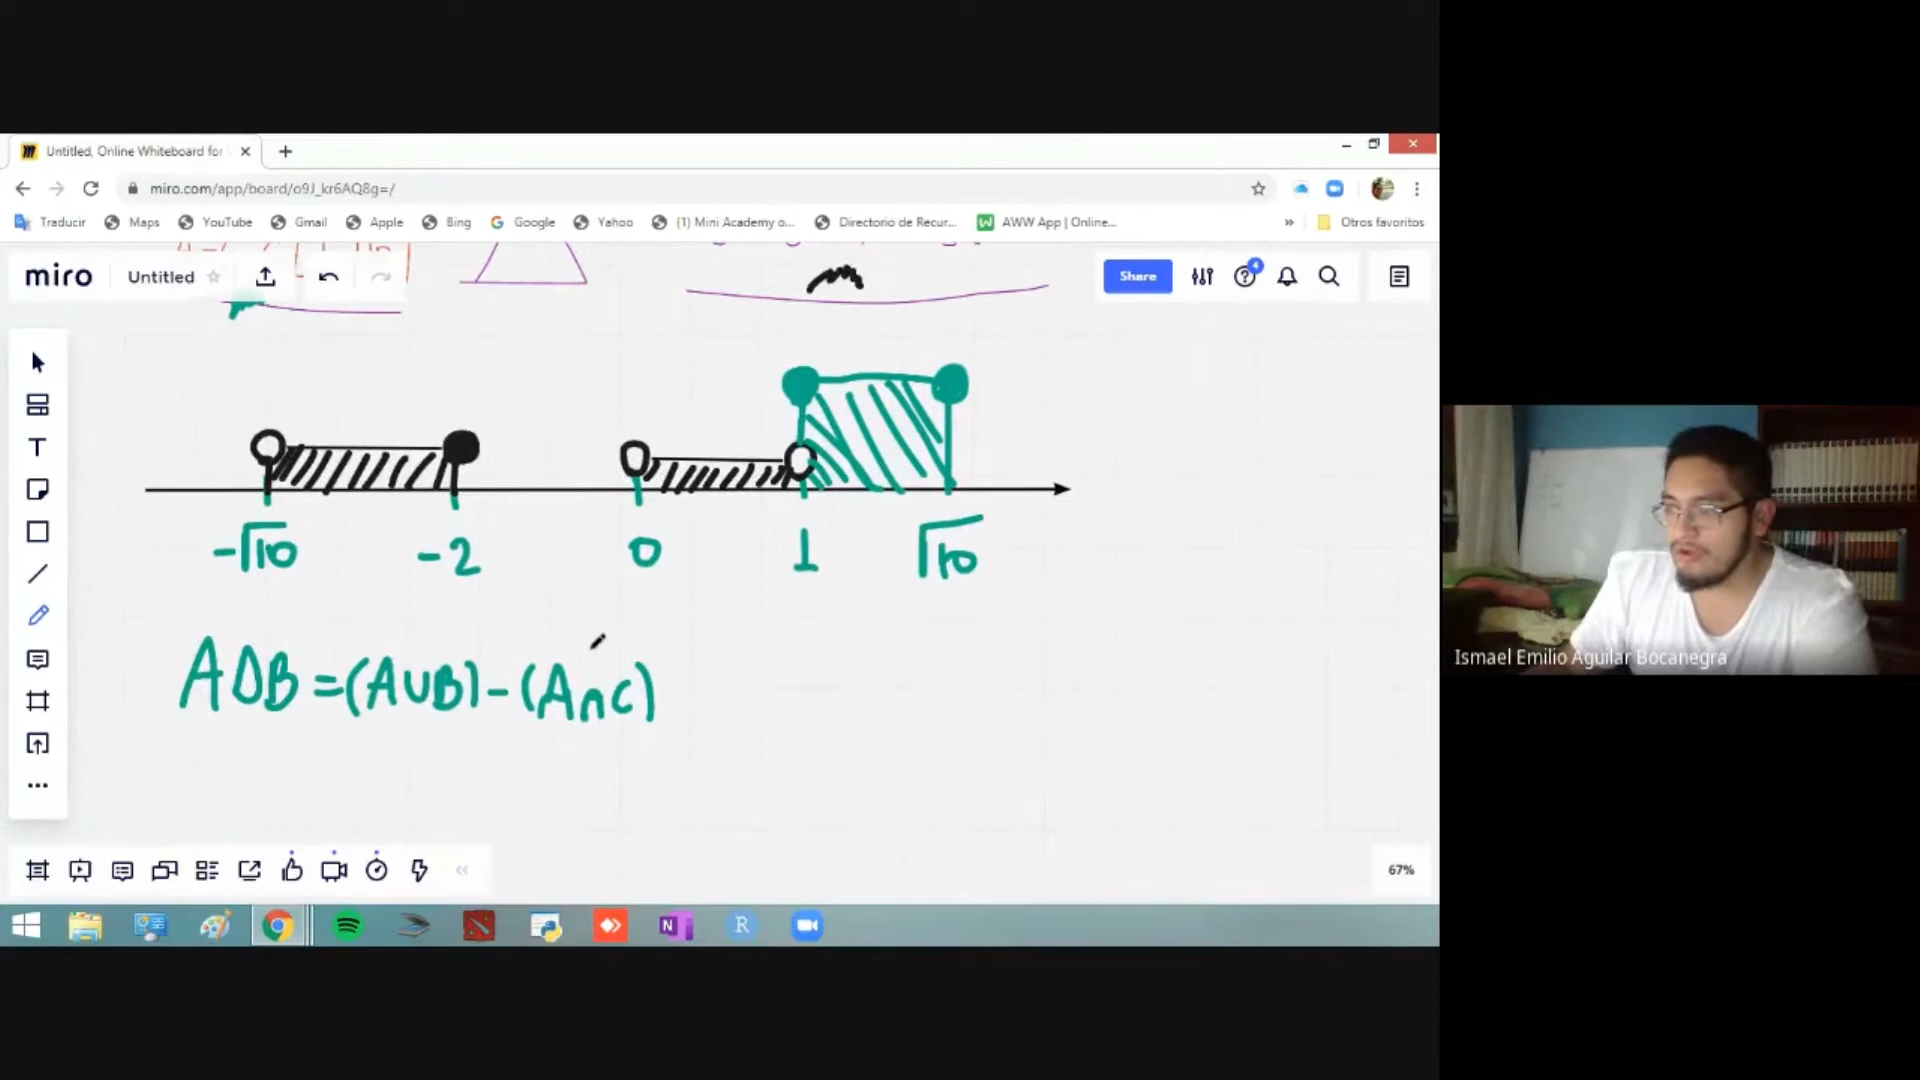 Untitled, Online Whiteboard for
miro.com/app/board/o9J_kr6AQ8g=/
Traducir Maps YouTube Gmail Apple Bing Google Yahoo (1) Mini Academy o... Directorio de Recur... AWW App | Online... » Otros favoritos
miro Untitled Share 4
-√10 -2 0 1 √10
A∆B=(A∪B)-(A∩C)
Ismael Emilio Aguilar Bocanegra
67%